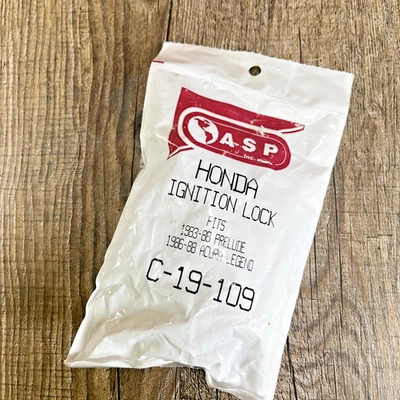 ASP
Inc.
HONDA
IGNITION LOCK
FITS
1983-88 PRELUDE
1986-88 ACURA LEGEND
C-19-109